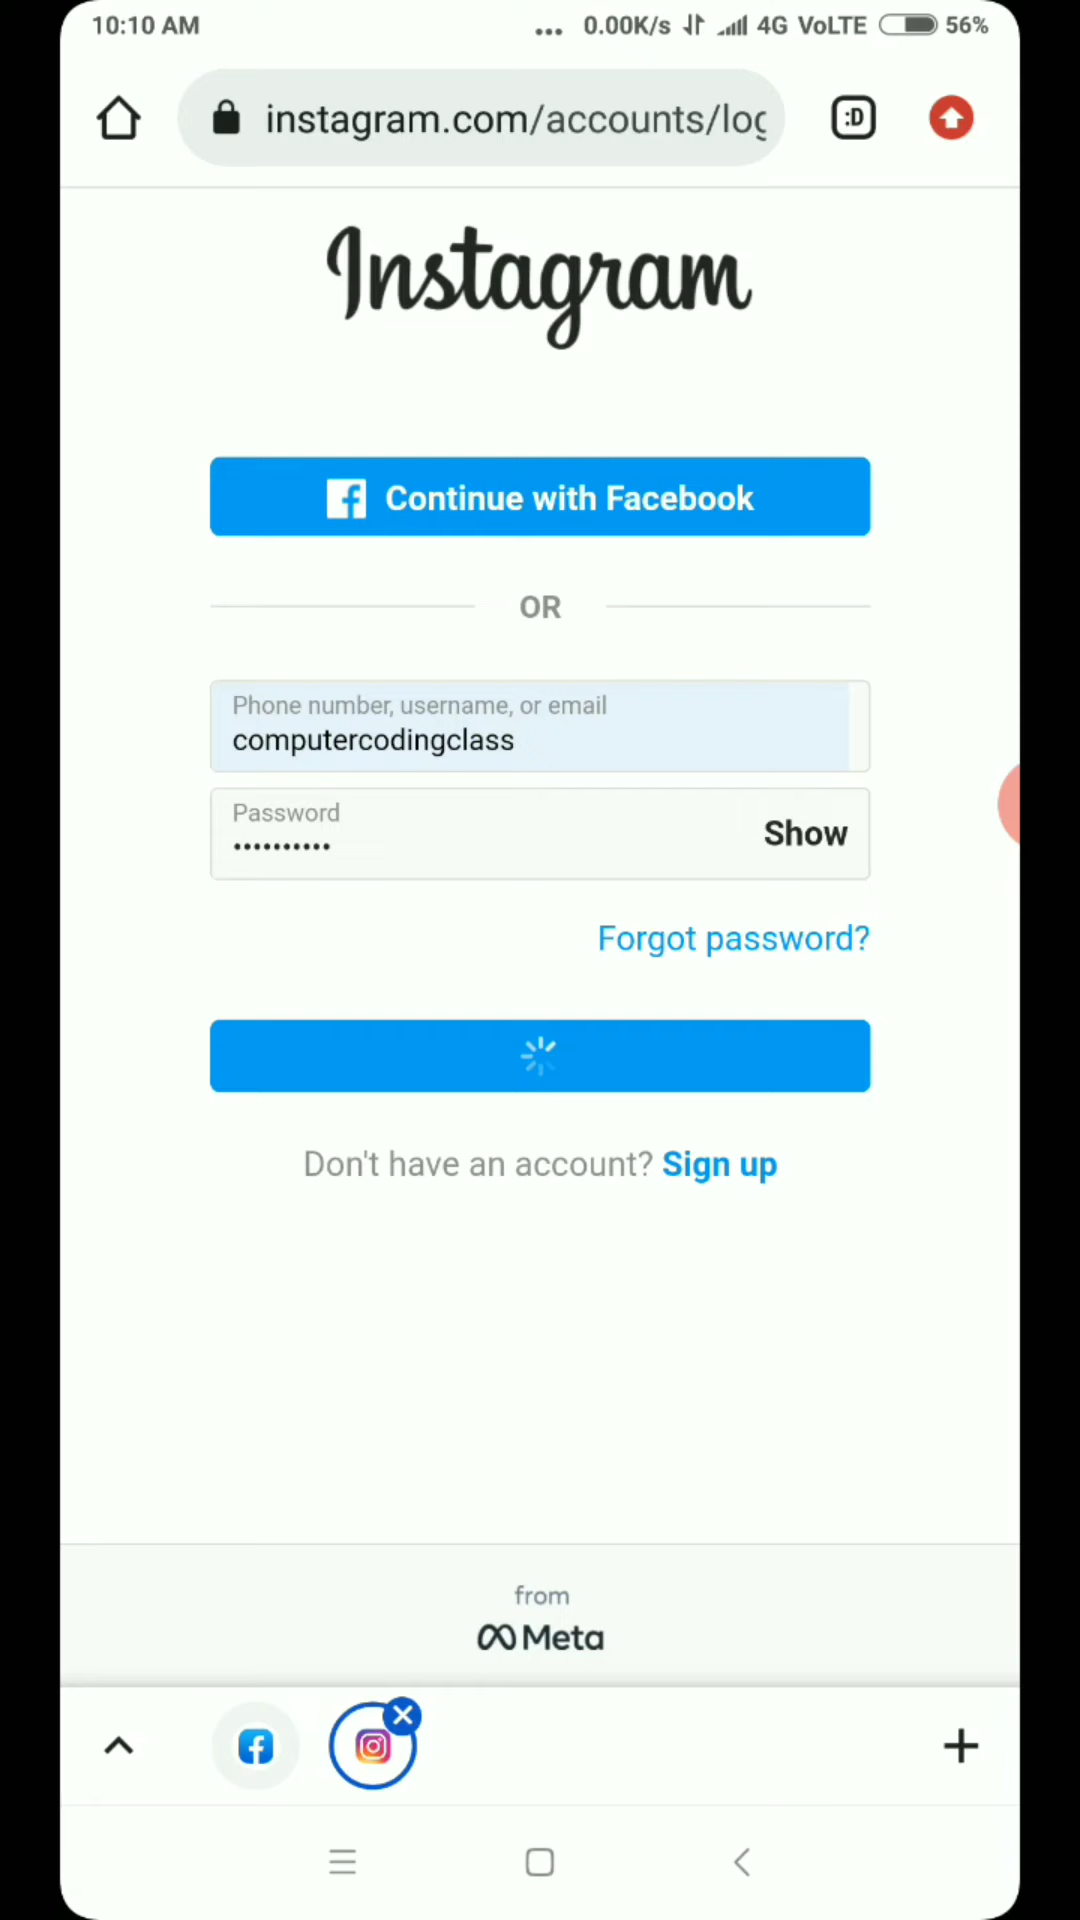 10:10 AM
... 0.00K/s 4G VoLTE 56%
instagram.com/accounts/log
:D
Instagram
Continue with Facebook
OR
Phone number, username, or email
computercodingclass
Password
••••••••••
Show
Forgot password?
Don't have an account? Sign up
from
Meta